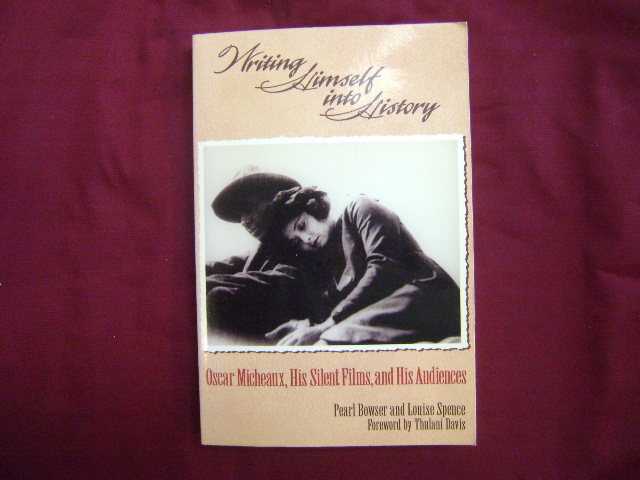 Writing
Himself
into
History
Oscar Micheaux, His Silent Films, and His Audiences
Pearl Bowser and Louise Spence
Foreword by Thulani Davis